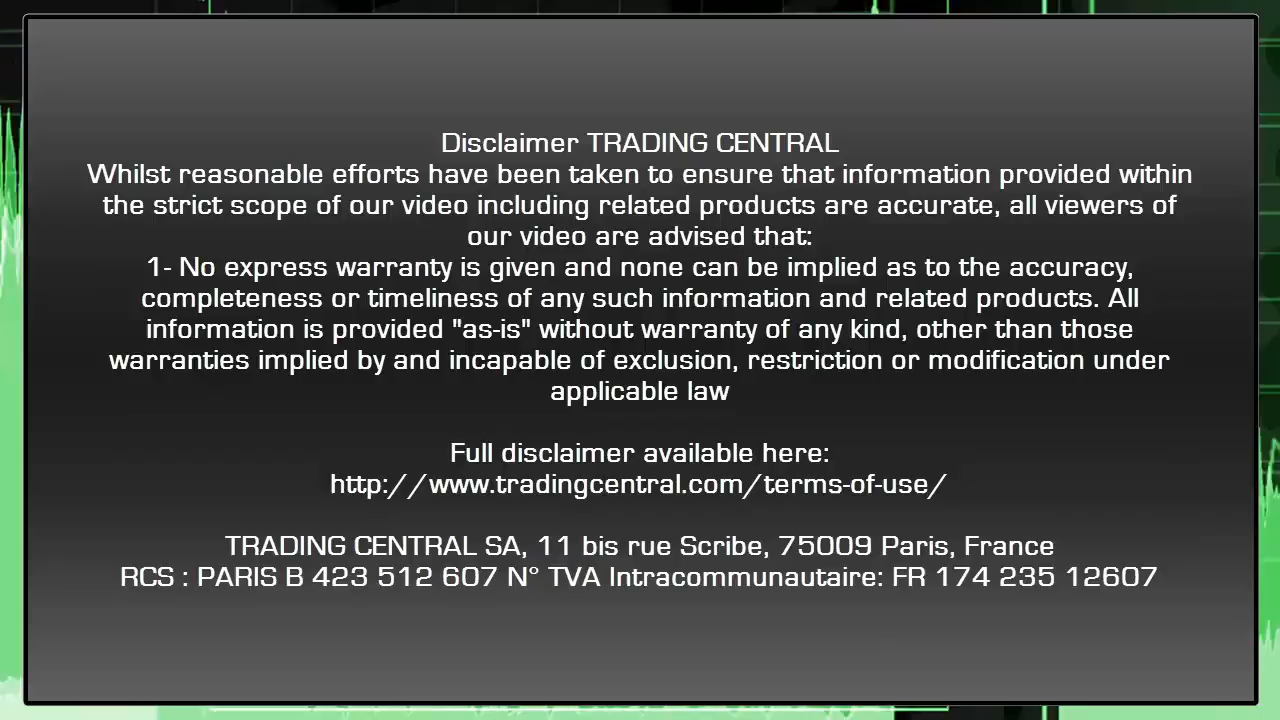 Disclaimer TRADING CENTRAL
Whilst reasonable efforts have been taken to ensure that information provided within
the strict scope of our video including related products are accurate, all viewers of
our video are advised that:
1- No express warranty is given and none can be implied as to the accuracy,
completeness or timeliness of any such information and related products. All
information is provided "as-is" without warranty of any kind, other than those
warranties implied by and incapable of exclusion, restriction or modification under
applicable law
Full disclaimer available here:
http://www.tradingcentral.com/terms-of-use/
TRADING CENTRAL SA, 11 bis rue Scribe, 75009 Paris, France
RCS : PARIS B 423 512 607 N° TVA Intracommunautaire: FR 174 235 12607